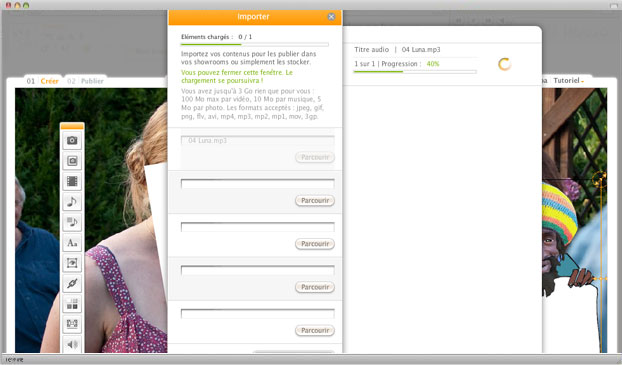 Importer
Eléments chargés : 0 / 1
Importez vos contenus pour les publier dans
vos showrooms ou simplement les stocker.
Vous pouvez fermer cette fenêtre. Le
chargement se poursuivra !
Vous avez jusqu'à 3 Go rien que pour vous :
100 Mo max par vidéo, 10 Mo par musique, 5
Mo par photo. Les formats acceptés : jpeg, gif,
png, flv, avi, mp4, mp3, mp2, mp1, mov, 3gp.
04 Luna.mp3
Parcourir
Parcourir
Parcourir
Parcourir
Parcourir
Titre audio | 04 Luna.mp3
1 sur 1 | Progression : 40%
01 Créer 02 Publier
Tutoriel
Aa
Terminé